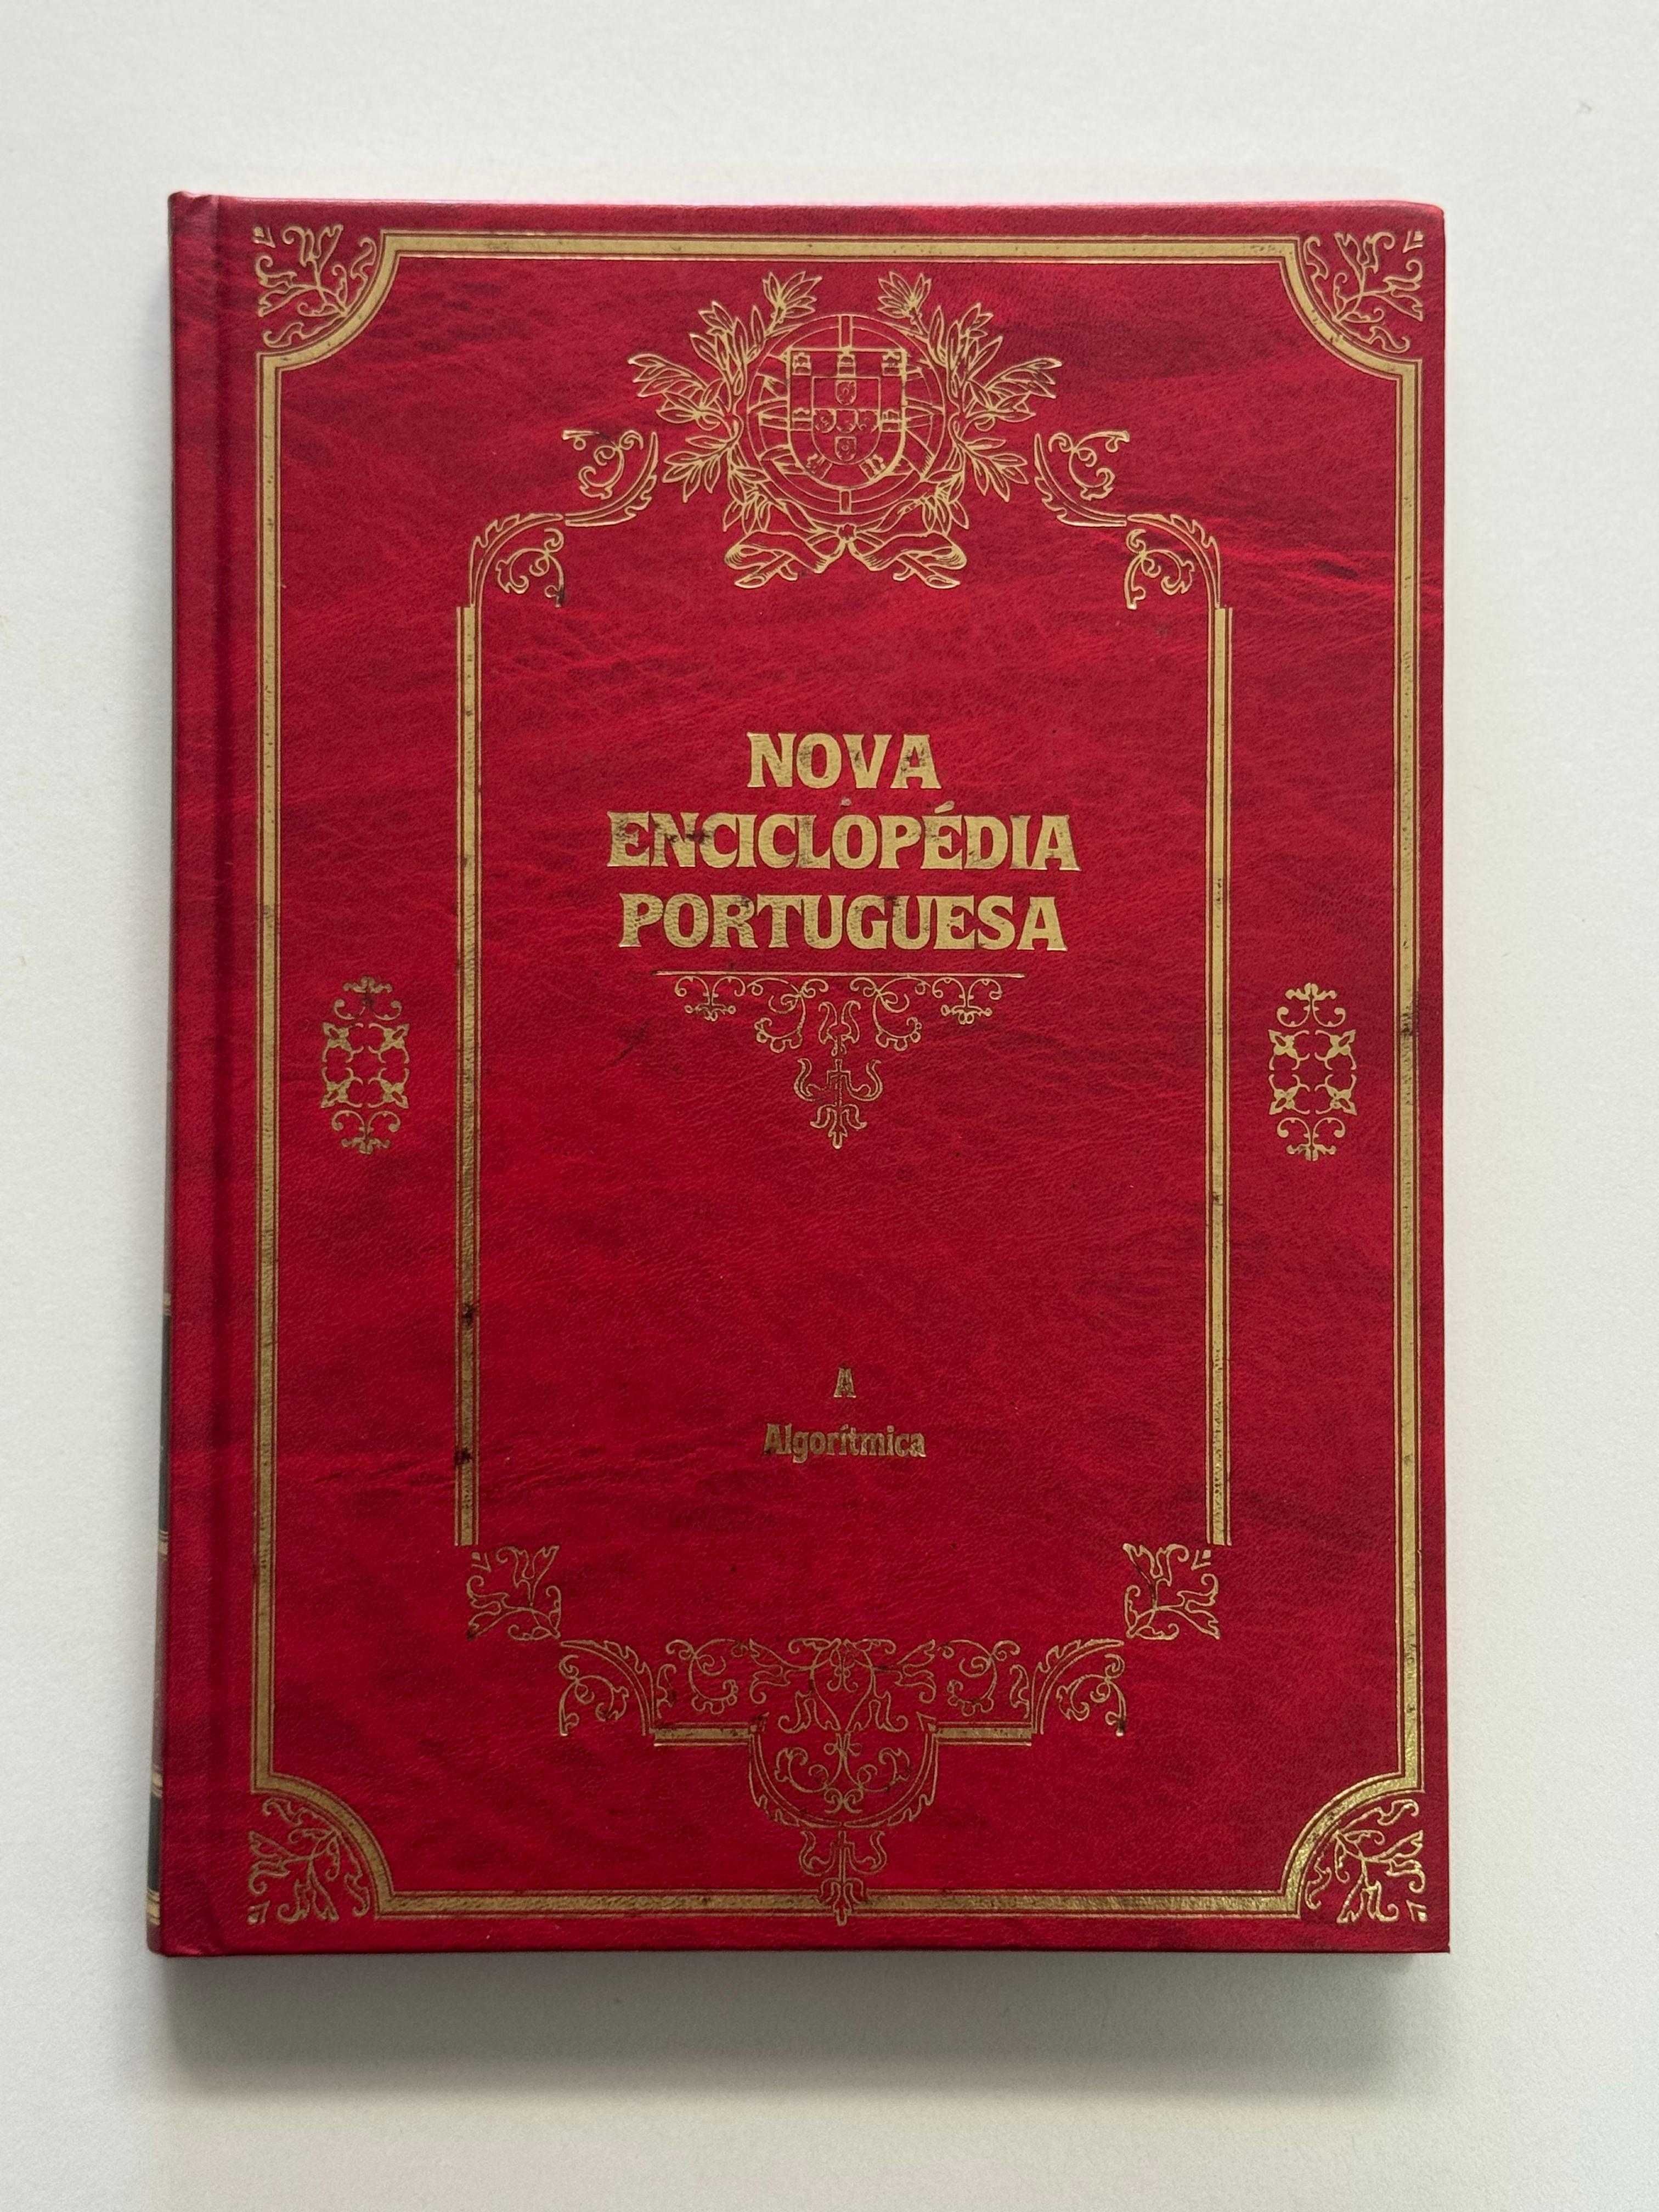 NOVA
ENCICLOPÉDIA
PORTUGUESA
A
Algorítmica